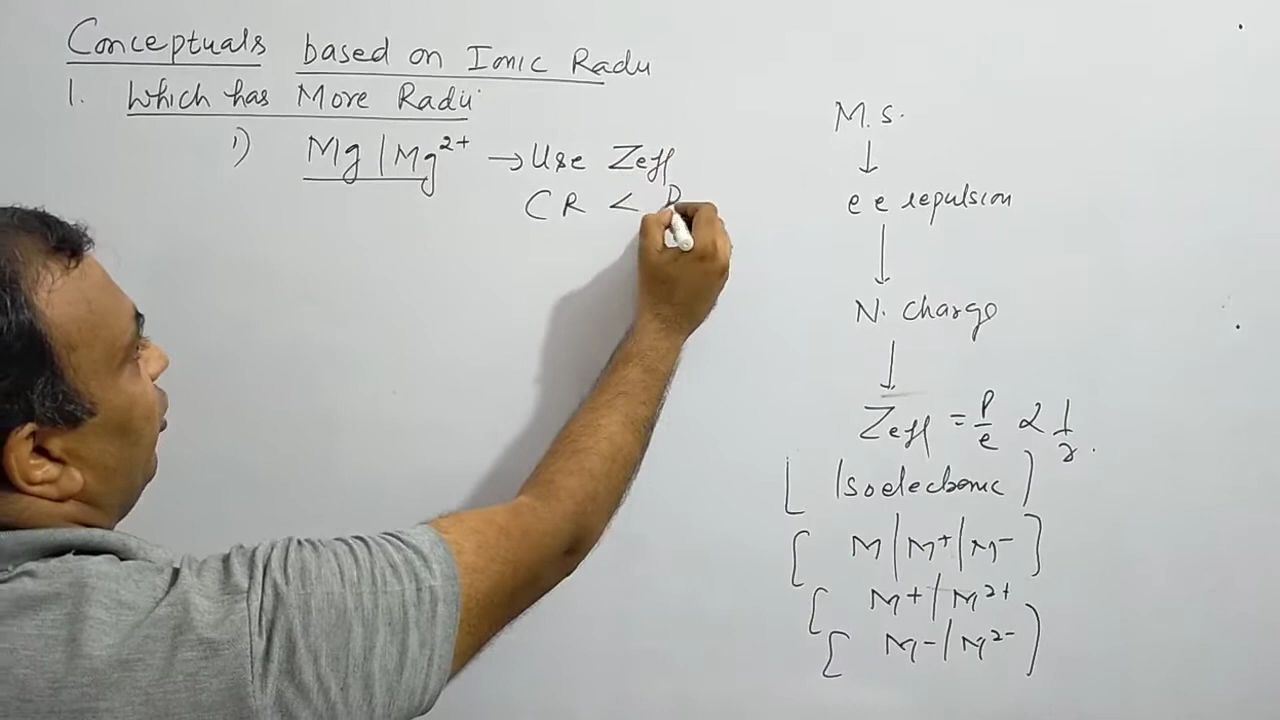 Conceptuals based on Ionic Radii
1. Which has More Radii
1) Mg | Mg²⁺ → Use Zeff
CR <
M.S.
↓
e e repulsion
↓
N. charge
↓
Zeff = P/e ∝ 1/r.
[ Isoelectronic ]
[ M | M⁺ | M⁻ ]
[ M⁺ | M²⁺
[ M⁻ | M²⁻ ]